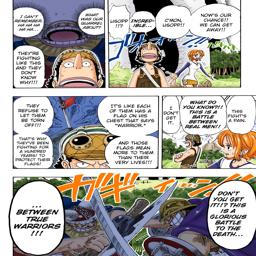 I CAN'T
REMEMBER!
HA HA HA
HA HA...
WHAT WAS
OUR
QUARREL
ABOUT
AGAIN?!
THEY'RE
FIGHTING
LIKE THIS
AND THEY
DON'T
KNOW
WHY?!!!
USOPP
!!?
INCRED-
IBLE...
C'MON,
USOPP!!
NOW'S OUR
CHANCE!!
WE CAN GET
AWAY!!
THEY
REFUSE TO
LET THEM
BE TORN
OFF!!!
THAT'S WHY
THEY'VE BEEN
FIGHTING FOR
A HUNDRED
YEARS! TO
PROTECT THEIR
FLAGS!
IT'S LIKE EACH
OF THEM HAS A
FLAG ON HIS
CHEST THAT SAYS
"WARRIOR."
AND THOSE
FLAGS MEAN
MORE TO THEM
THAN THEIR
VERY LIVES!!!
I DON'T
GET IT.
WHAT DO YOU
KNOW?! THIS
IS A BATTLE
BETWEEN
REAL MEN!!
THIS
FIGHT'S
A PAIN.
...
BETWEEN
TRUE
WARRIORS
!!!
DON'T
YOU GET
IT!? THIS
IS A
GLORIOUS
BATTLE
TO THE
DEATH...